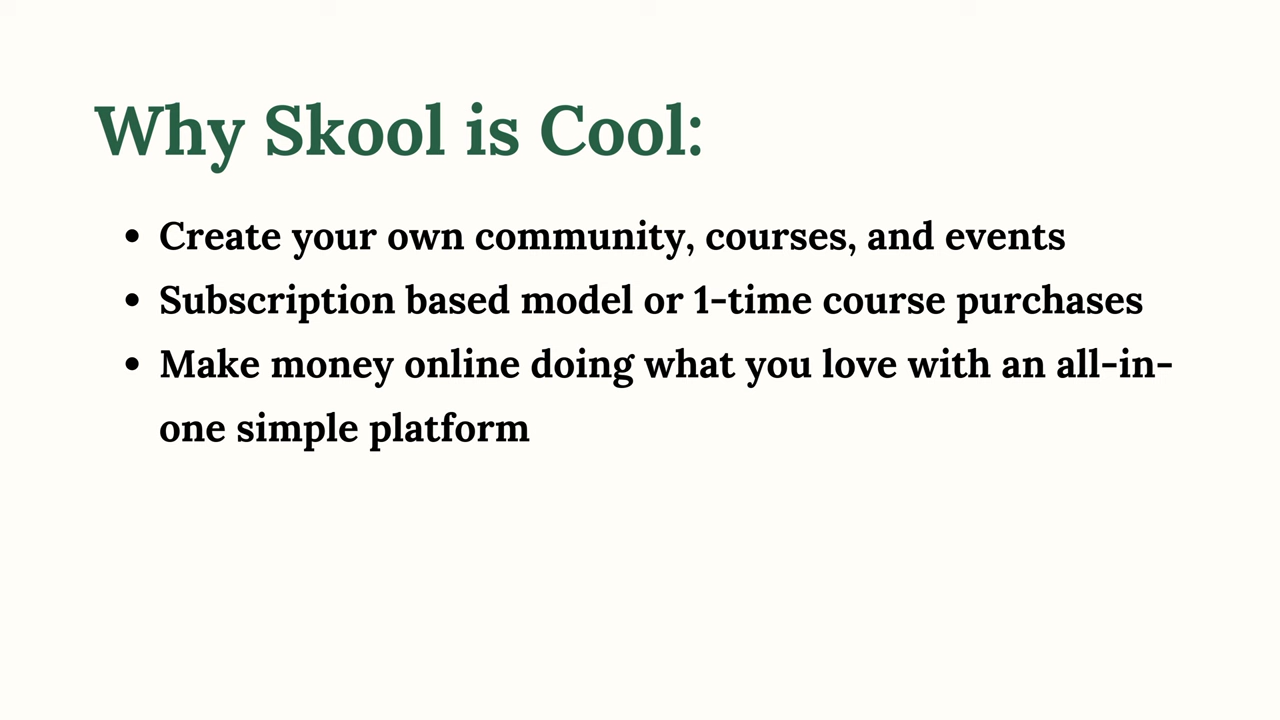 Why Skool is Cool:
• Create your own community, courses, and events
• Subscription based model or 1-time course purchases
• Make money online doing what you love with an all-in-
one simple platform